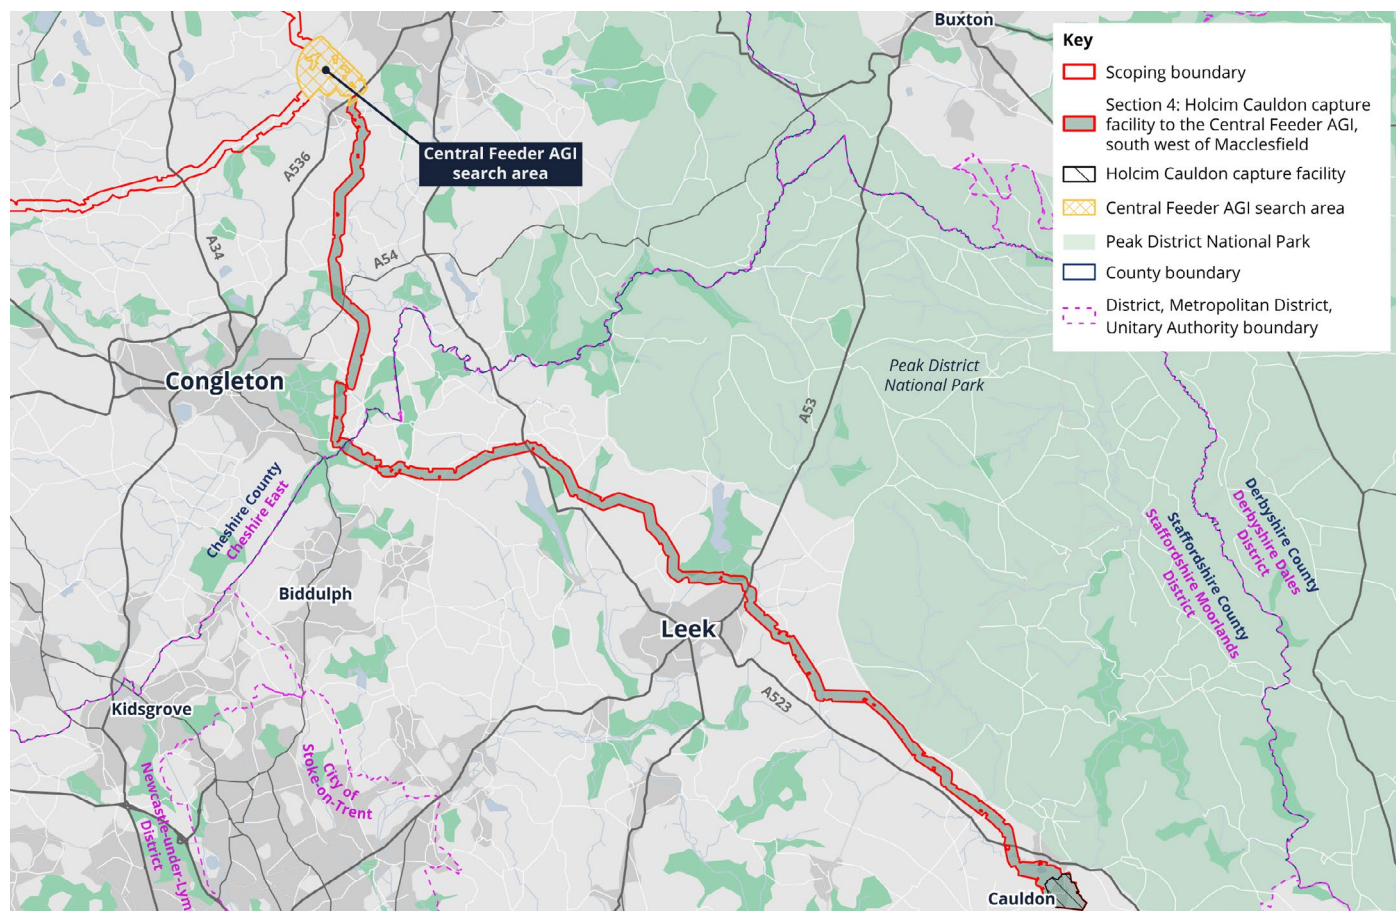 Buxton
Key
Scoping boundary
Section 4: Holcim Cauldon capture
facility to the Central Feeder AGI,
south west of Macclesfield
Holcim Cauldon capture facility
Central Feeder AGI search area
Peak District National Park
County boundary
District, Metropolitan District,
Unitary Authority boundary
Central Feeder AGI
search area
A536
A34
A54
Peak District
National Park
Congleton
A53
Cheshire County
Cheshire East
Derbyshire County
Derbyshire Dales
District
Staffordshire County
Staffordshire Moorlands
District
Biddulph
Leek
A523
Kidsgrove
City of
Stoke-on-Trent
Newcastle-under-Lym
District
Cauldon